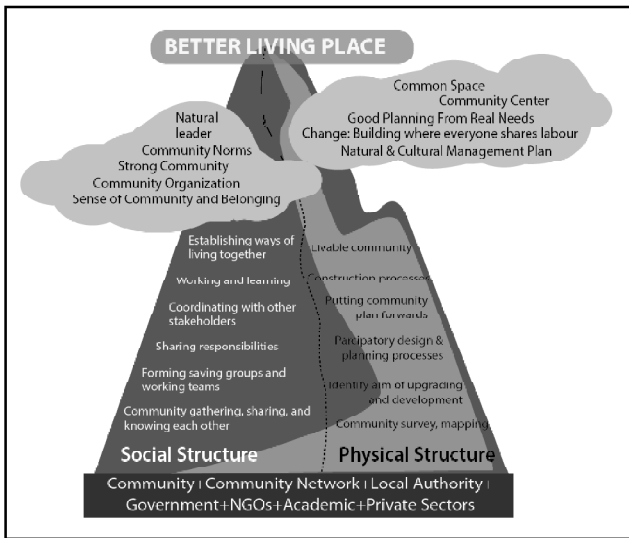 BETTER LIVING PLACE
Common Space
Community Center
Good Planning From Real Needs
Change: Building where everyone shares labour
Natural & Cultural Management Plan
Natural
leader
Community Norms
Strong Community
Community Organization
Sense of Community and Belonging
Establishing ways of
living together
Working and learning
Coordinating with other
stakeholders
Sharing responsibilities
Forming saving groups and
working teams
Community gathering, sharing, and
knowing each other
Social Structure
Livable community
Construction processes
Putting community
plan forwards
Parcipatory design &
planning processes
Identify aim of upgrading
and development
Community survey, mapping
Physical Structure
Community+Community Network+Local Authority+
Government+NGOs+Academic+Private Sectors